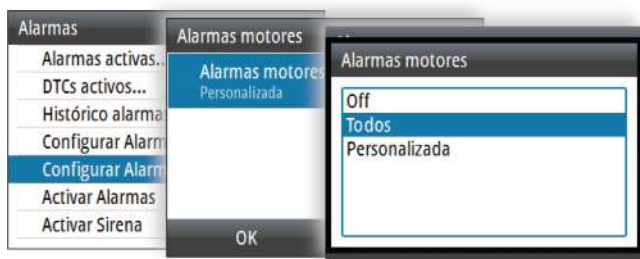 Alarmas
Alarmas activas..
DTCs activos...
Histórico alarma
Configurar Alarm
Configurar Alarm
Activar Alarmas
Activar Sirena
Alarmas motores
Alarmas motores
Personalizada
OK
Alarmas motores
Off
Todos
Personalizada